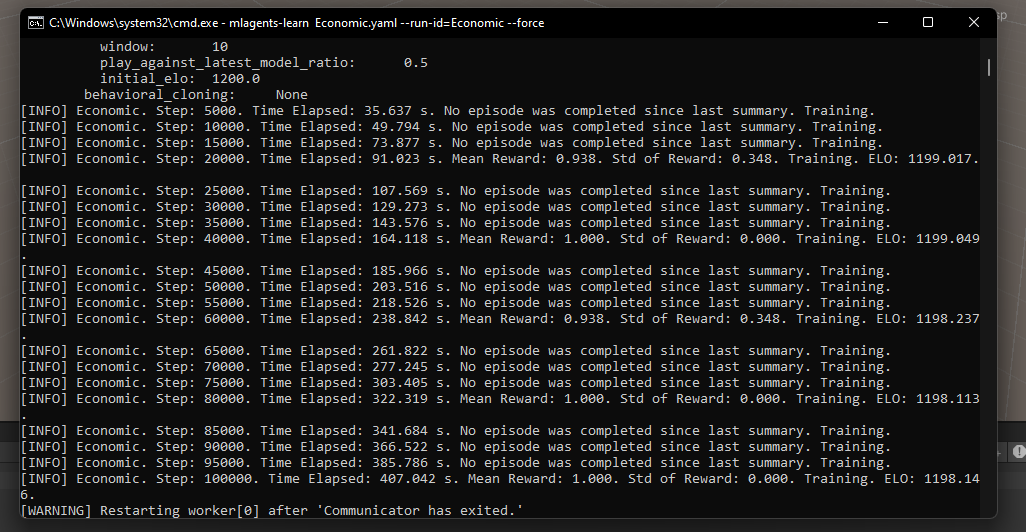 C:\Windows\system32\cmd.exe - mlagents-learn Economic.yaml --run-id=Economic --force
window: 10
play_against_latest_model_ratio: 0.5
initial_elo: 1200.0
behavioral_cloning: None
[INFO] Economic. Step: 5000. Time Elapsed: 35.637 s. No episode was completed since last summary. Training.
[INFO] Economic. Step: 10000. Time Elapsed: 49.794 s. No episode was completed since last summary. Training.
[INFO] Economic. Step: 15000. Time Elapsed: 73.877 s. No episode was completed since last summary. Training.
[INFO] Economic. Step: 20000. Time Elapsed: 91.023 s. Mean Reward: 0.938. Std of Reward: 0.348. Training. ELO: 1199.017.
[INFO] Economic. Step: 25000. Time Elapsed: 107.569 s. No episode was completed since last summary. Training.
[INFO] Economic. Step: 30000. Time Elapsed: 129.273 s. No episode was completed since last summary. Training.
[INFO] Economic. Step: 35000. Time Elapsed: 143.576 s. No episode was completed since last summary. Training.
[INFO] Economic. Step: 40000. Time Elapsed: 164.118 s. Mean Reward: 1.000. Std of Reward: 0.000. Training. ELO: 1199.049
.
[INFO] Economic. Step: 45000. Time Elapsed: 185.966 s. No episode was completed since last summary. Training.
[INFO] Economic. Step: 50000. Time Elapsed: 203.516 s. No episode was completed since last summary. Training.
[INFO] Economic. Step: 55000. Time Elapsed: 218.526 s. No episode was completed since last summary. Training.
[INFO] Economic. Step: 60000. Time Elapsed: 238.842 s. Mean Reward: 0.938. Std of Reward: 0.348. Training. ELO: 1198.237
.
[INFO] Economic. Step: 65000. Time Elapsed: 261.822 s. No episode was completed since last summary. Training.
[INFO] Economic. Step: 70000. Time Elapsed: 277.245 s. No episode was completed since last summary. Training.
[INFO] Economic. Step: 75000. Time Elapsed: 303.405 s. No episode was completed since last summary. Training.
[INFO] Economic. Step: 80000. Time Elapsed: 322.319 s. Mean Reward: 1.000. Std of Reward: 0.000. Training. ELO: 1198.113
.
[INFO] Economic. Step: 85000. Time Elapsed: 341.684 s. No episode was completed since last summary. Training.
[INFO] Economic. Step: 90000. Time Elapsed: 366.522 s. No episode was completed since last summary. Training.
[INFO] Economic. Step: 95000. Time Elapsed: 385.786 s. No episode was completed since last summary. Training.
[INFO] Economic. Step: 100000. Time Elapsed: 407.042 s. Mean Reward: 1.000. Std of Reward: 0.000. Training. ELO: 1198.14
6.
[WARNING] Restarting worker[0] after 'Communicator has exited.'